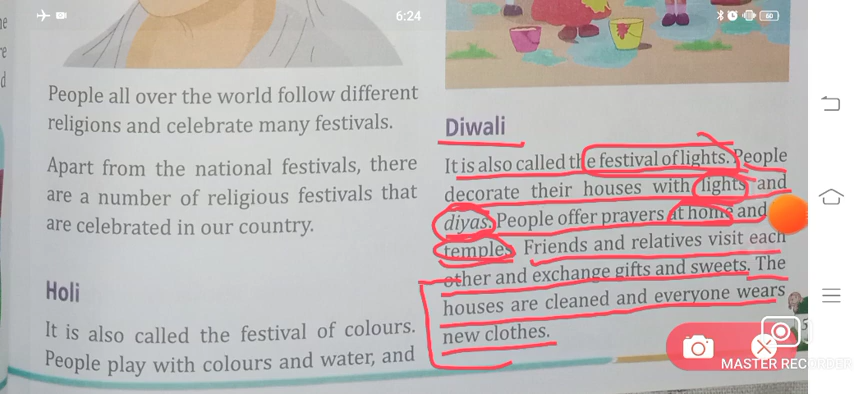 6:24
60
People all over the world follow different
religions and celebrate many festivals.
Apart from the national festivals, there
are a number of religious festivals that
are celebrated in our country.
Holi
It is also called the festival of colours.
People play with colours and water, and
Diwali
It is also called the festival of lights. People
decorate their houses with lights and
diyas. People offer prayers at home and
temples. Friends and relatives visit each
other and exchange gifts and sweets. The
houses are cleaned and everyone wears
new clothes.
MASTER RECORDER